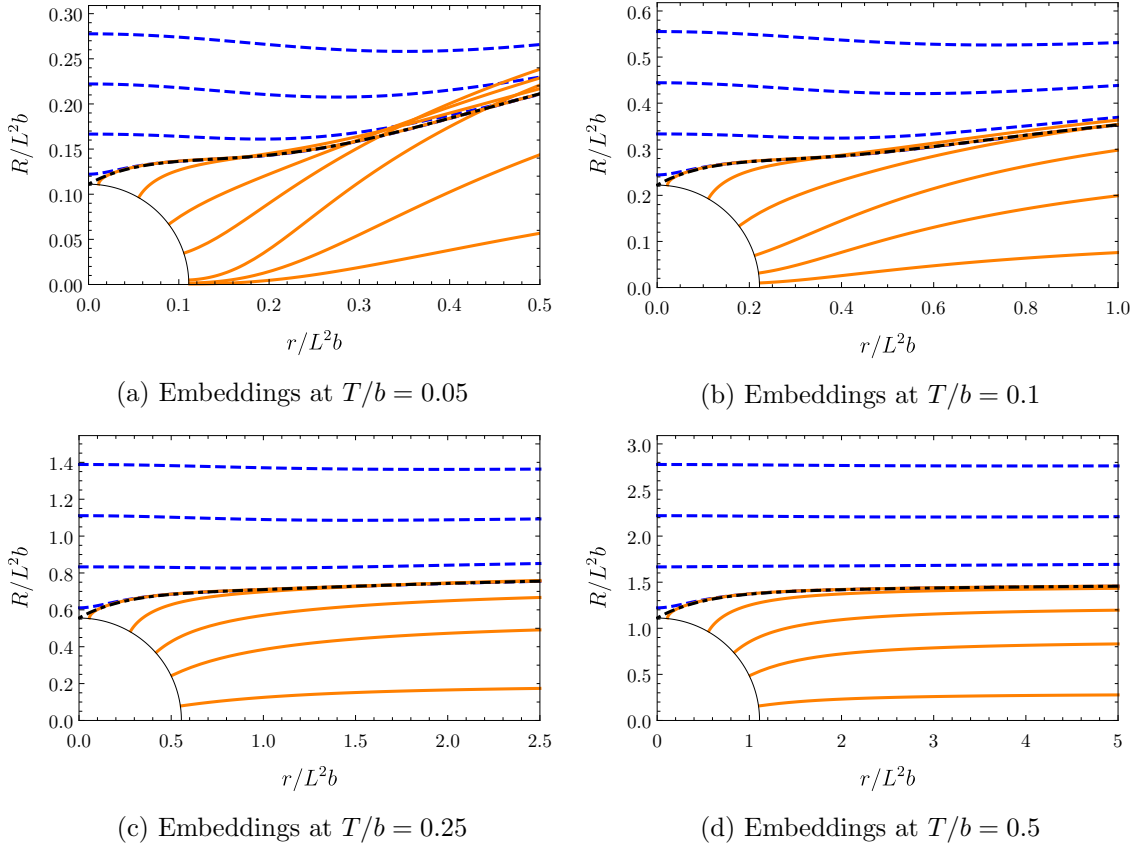 0.30
0.25
0.20
0.15
0.10
0.05
0.00
R/L²b
0.0 0.1 0.2 0.3 0.4 0.5
r/L²b
(a) Embeddings at T/b = 0.05
0.6
0.5
0.4
0.3
0.2
0.1
0.0
R/L²b
0.0 0.2 0.4 0.6 0.8 1.0
r/L²b
(b) Embeddings at T/b = 0.1
1.4
1.2
1.0
0.8
0.6
0.4
0.2
0.0
R/L²b
0.0 0.5 1.0 1.5 2.0 2.5
r/L²b
(c) Embeddings at T/b = 0.25
3.0
2.5
2.0
1.5
1.0
0.5
0.0
R/L²b
0 1 2 3 4 5
r/L²b
(d) Embeddings at T/b = 0.5